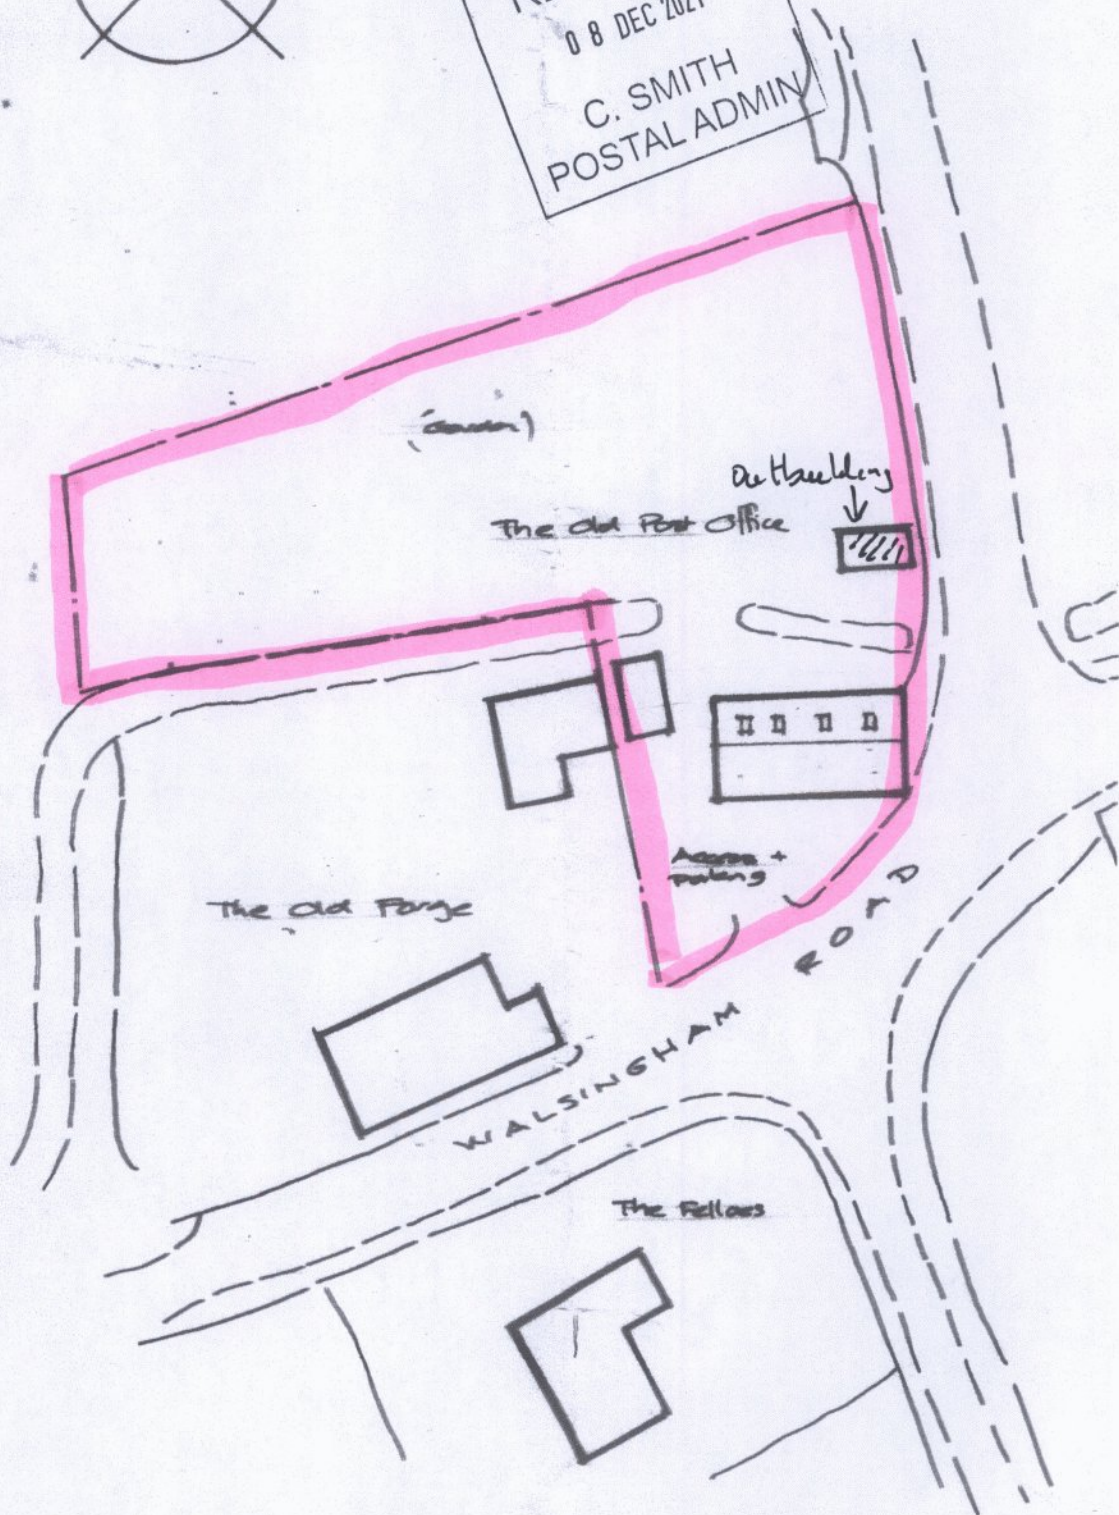 08 DEC 2021
C. SMITH
POSTAL ADMIN
(Garden)
Outbuilding
The Old Post Office
Access +
Parking
The Old Forge
WALSINGHAM ROAD
The Fellows